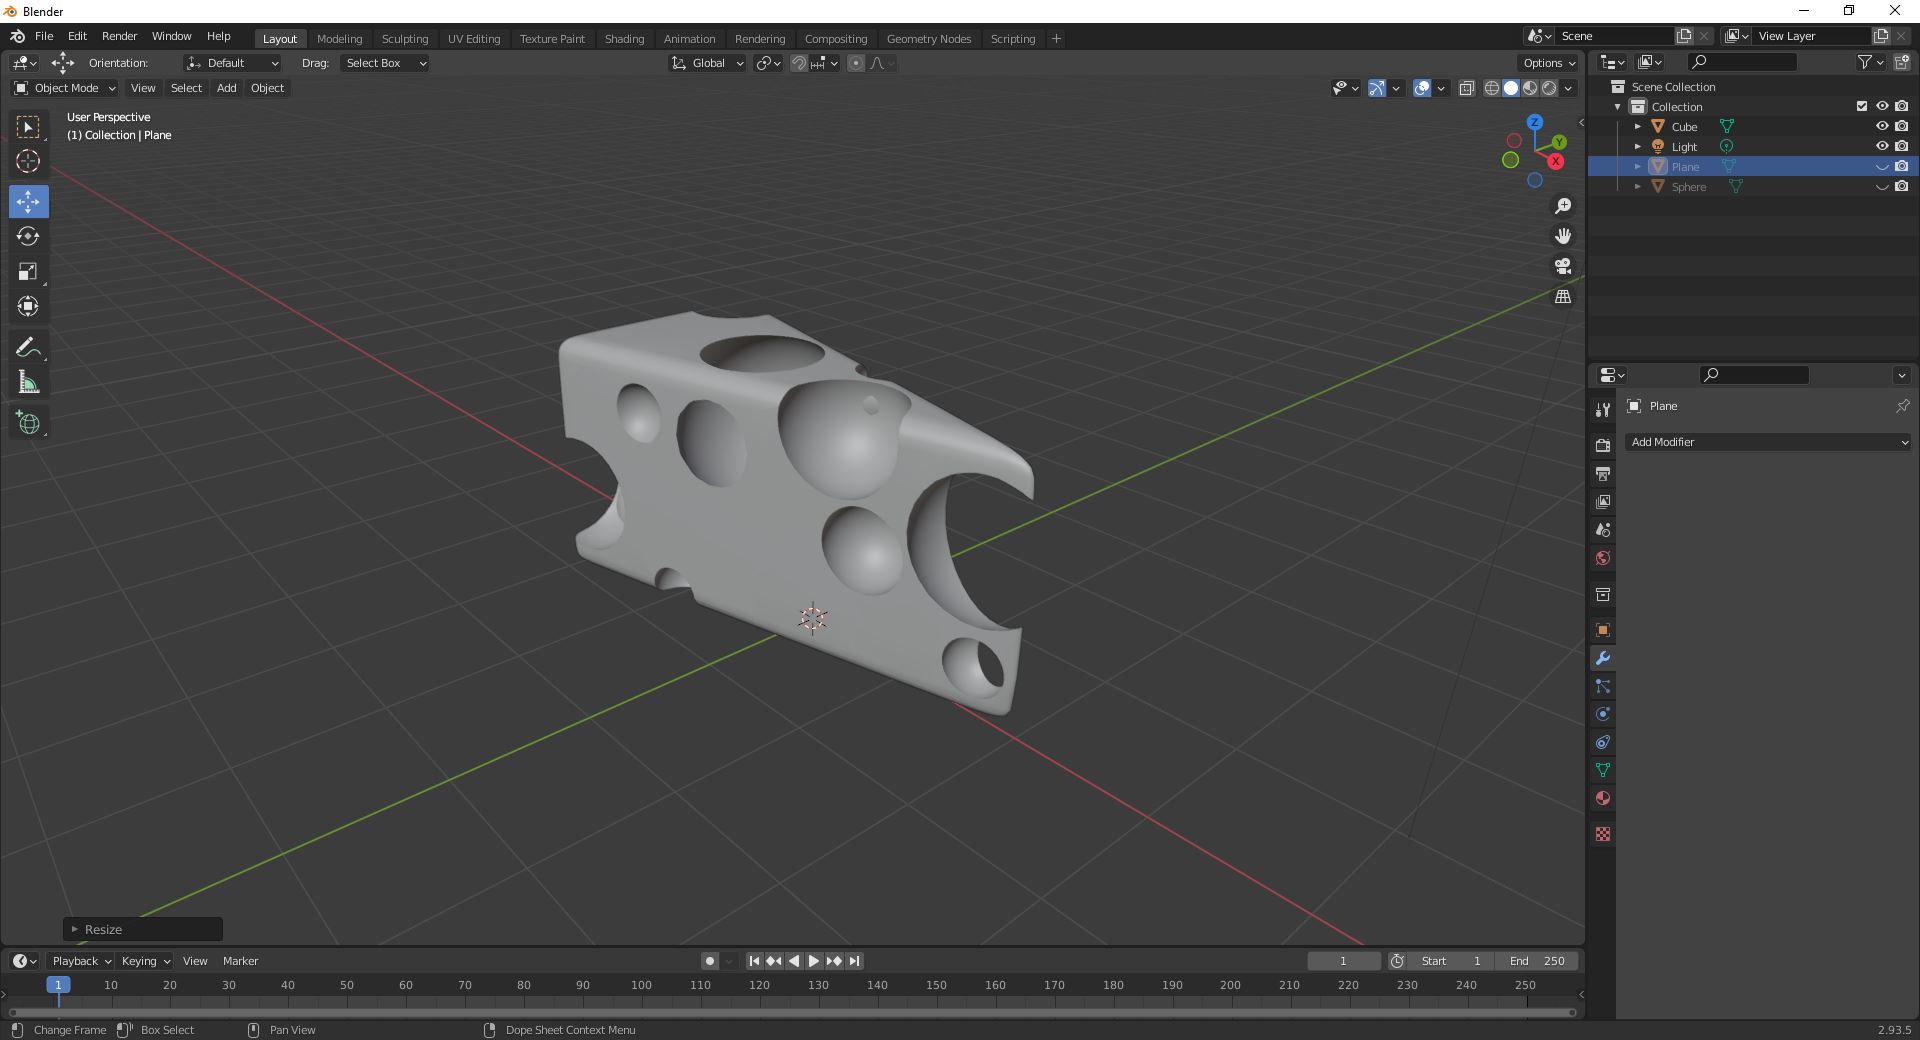 Blender
File Edit Render Window Help Layout Modeling Sculpting UV Editing Texture Paint Shading Animation Rendering Compositing Geometry Nodes Scripting + Scene View Layer
Orientation: Default Drag: Select Box Global Options
Object Mode View Select Add Object
User Perspective
(1) Collection | Plane
Z
Y
X
Scene Collection
Collection
Cube
Light
Plane
Sphere
Plane
Add Modifier
Resize
Playback Keying View Marker 1 Start 1 End 250
1 10 20 30 40 50 60 70 80 90 100 110 120 130 140 150 160 170 180 190 200 210 220 230 240 250
Change Frame Box Select Pan View Dope Sheet Context Menu 2.93.5